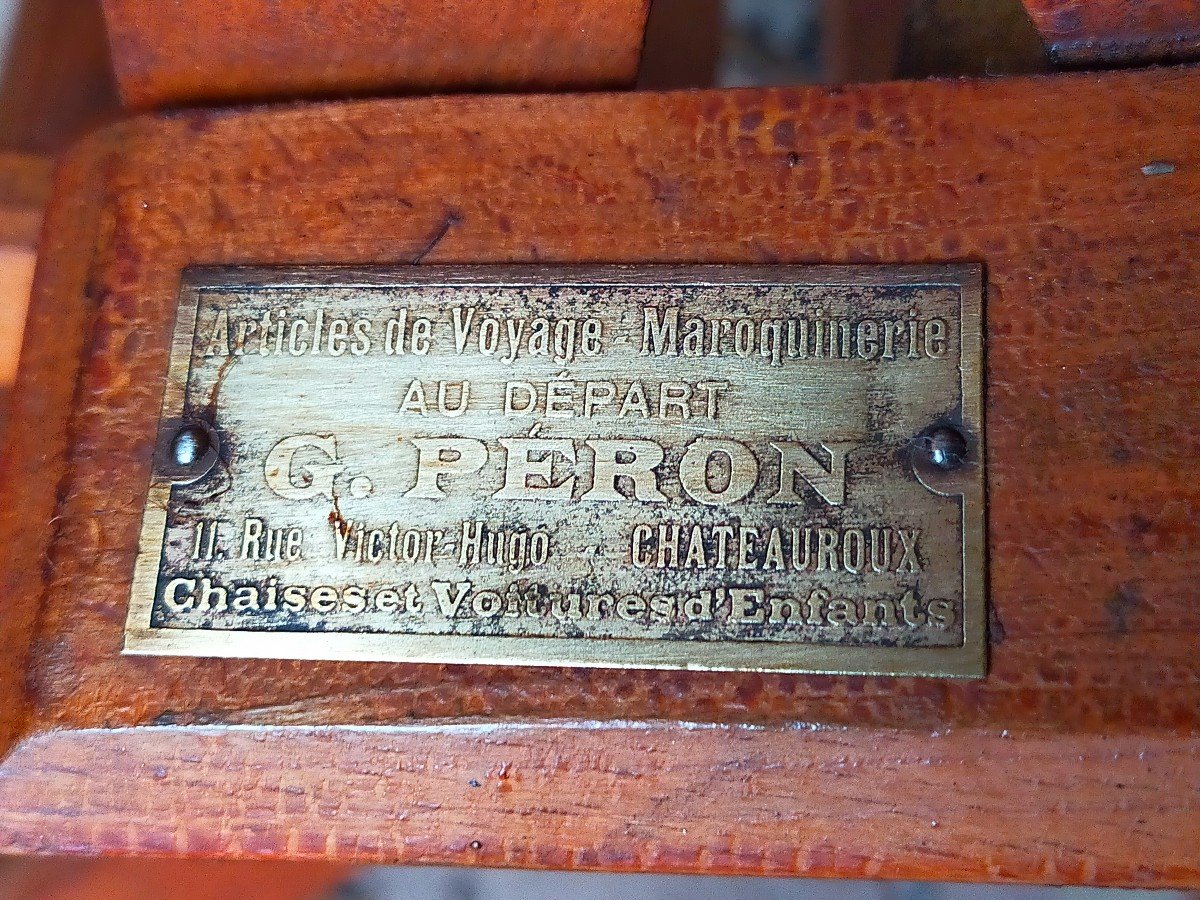 Articles de Voyage Maroquinerie
AU DÉPART
G. PÉRON
11. Rue Victor-Hugo . CHATEAUROUX
Chaises et Voitures d'Enfants